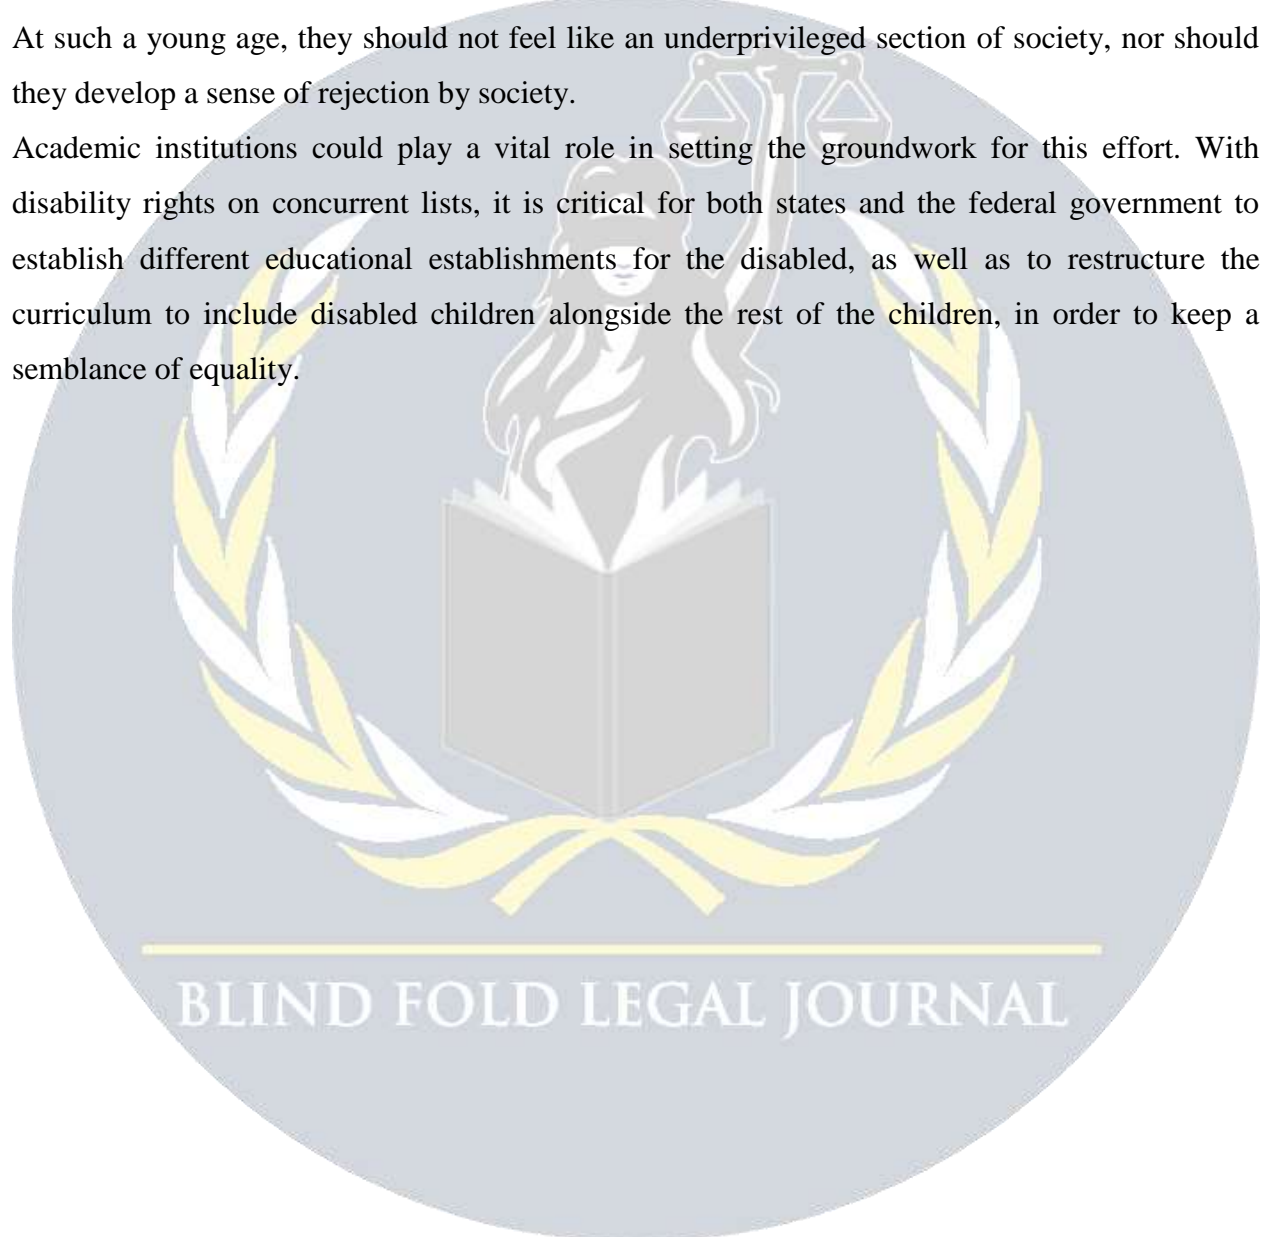 At such a young age, they should not feel like an underprivileged section of society, nor should
they develop a sense of rejection by society.
Academic institutions could play a vital role in setting the groundwork for this effort. With
disability rights on concurrent lists, it is critical for both states and the federal government to
establish different educational establishments for the disabled, as well as to restructure the
curriculum to include disabled children alongside the rest of the children, in order to keep a
semblance of equality.
BLIND FOLD LEGAL JOURNAL